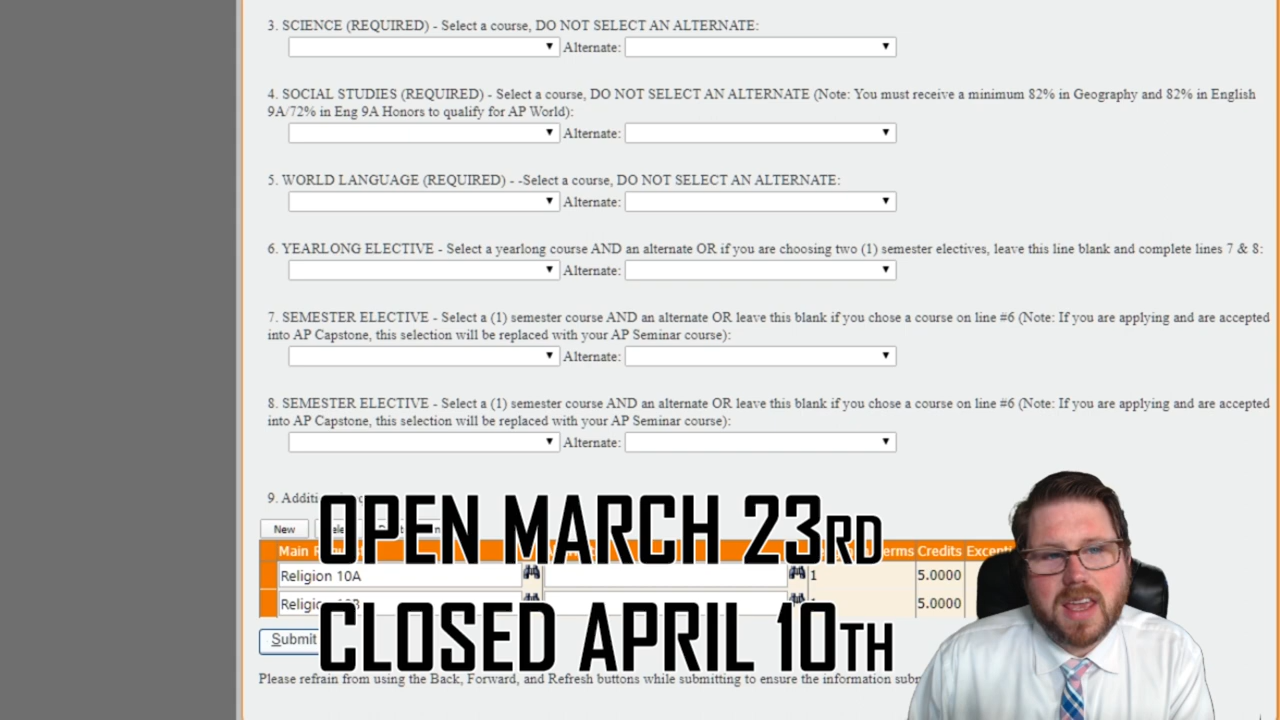 3. SCIENCE (REQUIRED) - Select a course, DO NOT SELECT AN ALTERNATE:
Alternate:
4. SOCIAL STUDIES (REQUIRED) - Select a course, DO NOT SELECT AN ALTERNATE (Note: You must receive a minimum 82% in Geography and 82% in English
9A/72% in Eng 9A Honors to qualify for AP World):
Alternate:
5. WORLD LANGUAGE (REQUIRED) - -Select a course, DO NOT SELECT AN ALTERNATE:
Alternate:
6. YEARLONG ELECTIVE - Select a yearlong course AND an alternate OR if you are choosing two (1) semester electives, leave this line blank and complete lines 7 & 8:
Alternate:
7. SEMESTER ELECTIVE - Select a (1) semester course AND an alternate OR leave this blank if you chose a course on line #6 (Note: If you are applying and are accepted
into AP Capstone, this selection will be replaced with your AP Seminar course):
Alternate:
8. SEMESTER ELECTIVE - Select a (1) semester course AND an alternate OR leave this blank if you chose a course on line #6 (Note: If you are applying and are accepted
into AP Capstone, this selection will be replaced with your AP Seminar course):
Alternate:
9.
OPEN MARCH 23RD
New
Main Credits
Religion 10A 1 5.0000
5.0000
CLOSED APRIL 10TH
Submit
Please refrain from using the Back, Forward, and Refresh buttons while submitting to ensure the information